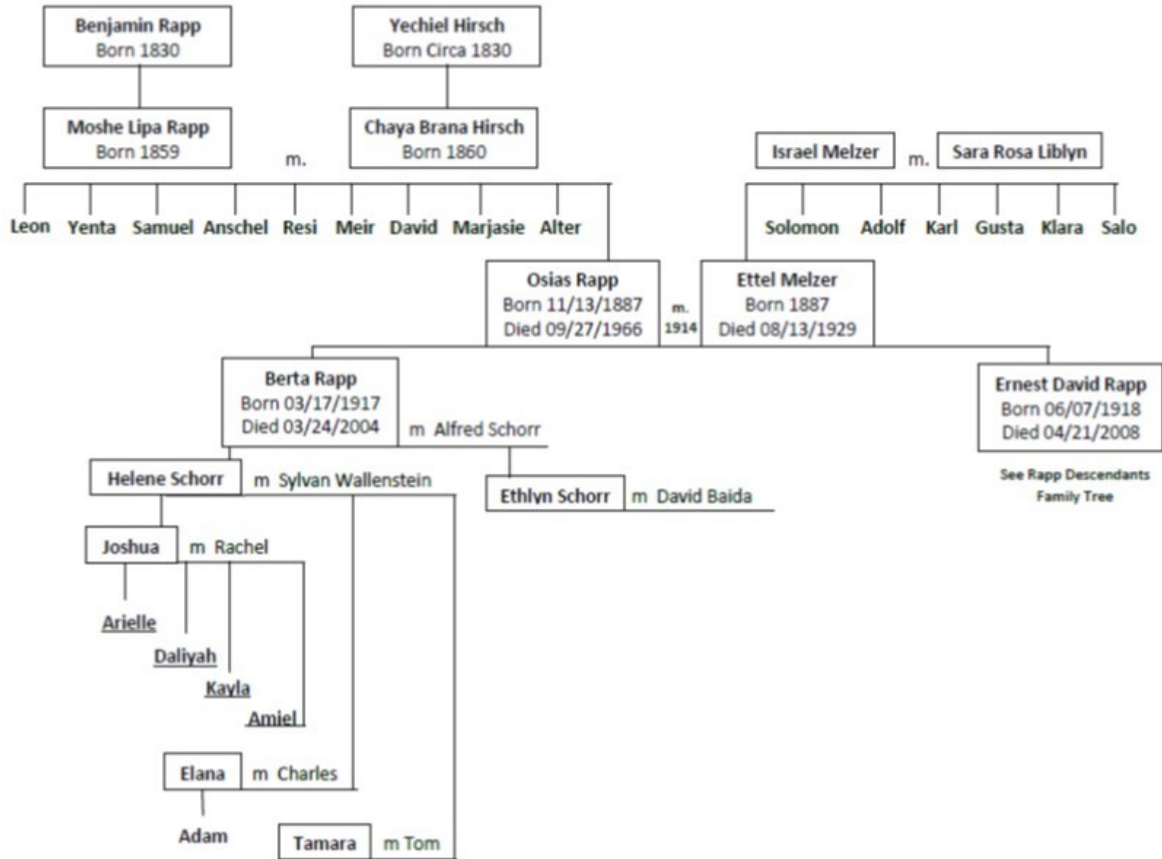 Benjamin Rapp
Born 1830
Yechiel Hirsch
Born Circa 1830
Moshe Lipa Rapp
Born 1859
m.
Chaya Brana Hirsch
Born 1860
Israel Melzer m. Sara Rosa Liblyn
Leon Yenta Samuel Anschel Resi Meir David Marjasie Alter
Solomon Adolf Karl Gusta Klara Salo
Osias Rapp
Born 11/13/1887
Died 09/27/1966
m.
1914
Ettel Melzer
Born 1887
Died 08/13/1929
Berta Rapp
Born 03/17/1917
Died 03/24/2004
m Alfred Schorr
Ernest David Rapp
Born 06/07/1918
Died 04/21/2008
See Rapp Descendants
Family Tree
Helene Schorr m Sylvan Wallenstein
Ethlyn Schorr m David Baida
Joshua m Rachel
Arielle
Daliyah
Kayla
Amiel
Elana m Charles
Adam
Tamara m Tom